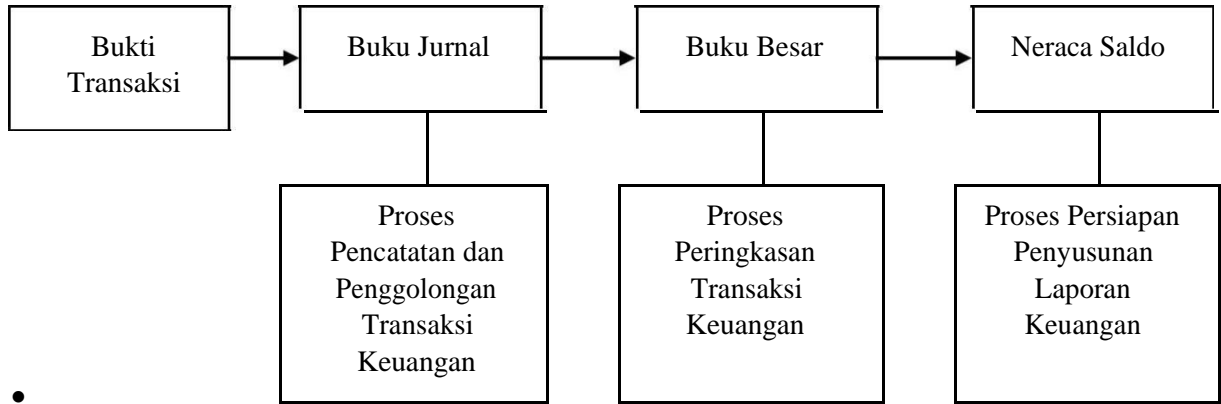 Bukti
Transaksi
Buku Jurnal
Buku Besar
Neraca Saldo
Proses
Pencatatan dan
Penggolongan
Transaksi
Keuangan
Proses
Peringkasan
Transaksi
Keuangan
Proses Persiapan
Penyusunan
Laporan
Keuangan